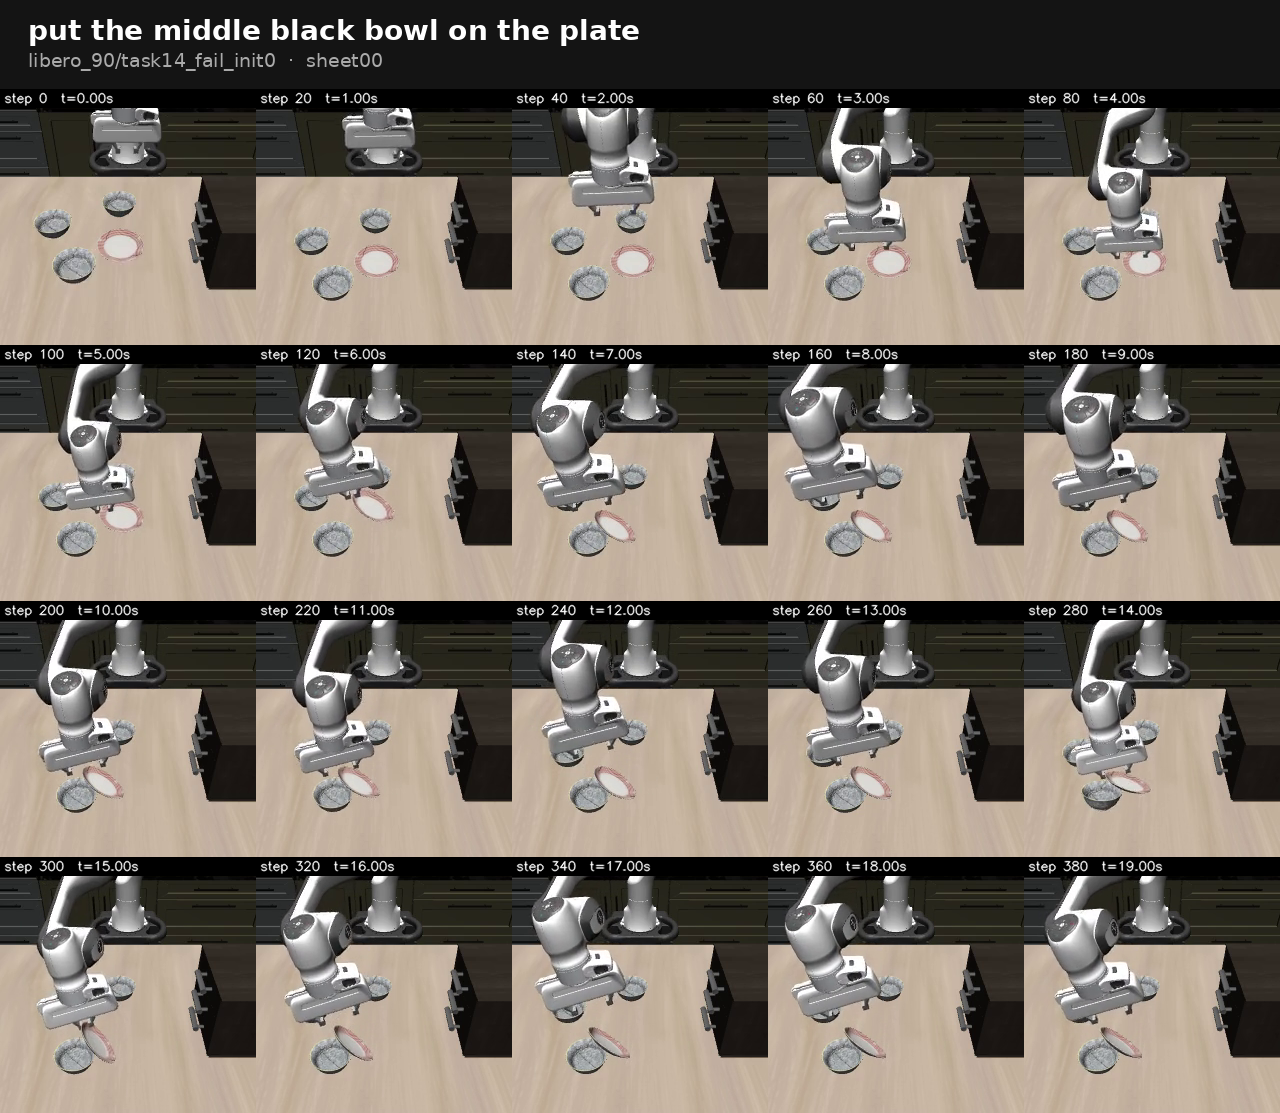 put the middle black bowl on the plate
libero_90/task14_fail_init0 · sheet00
step 0 t=0.00s
step 20 t=1.00s
step 40 t=2.00s
step 60 t=3.00s
step 80 t=4.00s
step 100 t=5.00s
step 120 t=6.00s
step 140 t=7.00s
step 160 t=8.00s
step 180 t=9.00s
step 200 t=10.00s
step 220 t=11.00s
step 240 t=12.00s
step 260 t=13.00s
step 280 t=14.00s
step 300 t=15.00s
step 320 t=16.00s
step 340 t=17.00s
step 360 t=18.00s
step 380 t=19.00s